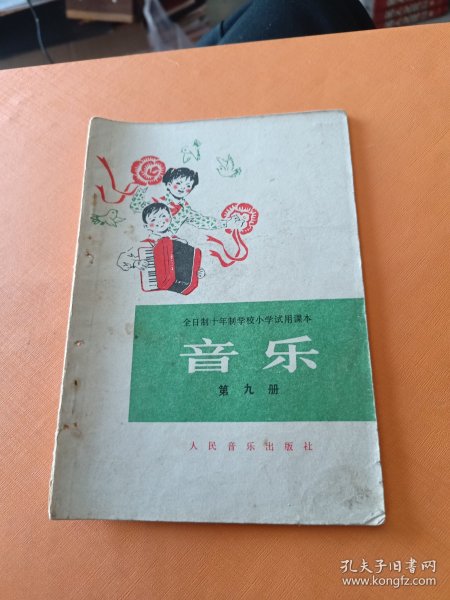 全日制十年制学校小学试用课本
音乐
第九册
人民音乐出版社
孔夫子旧书网
www.kongfz.com